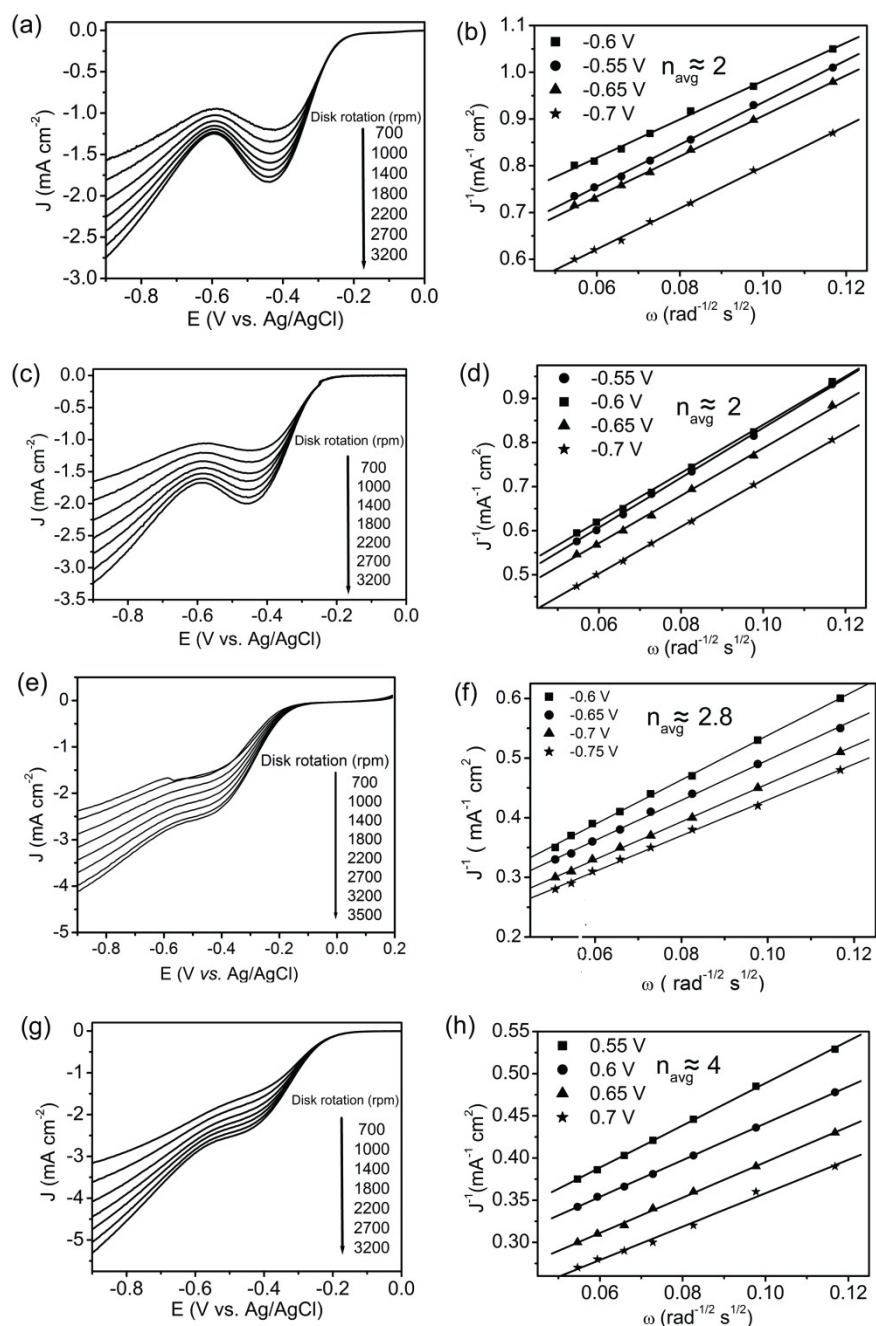 (a)
0.0
-0.5
-1.0
-1.5
-2.0
-2.5
-3.0
J (mA cm-2)
Disk rotation (rpm)
700
1000
1400
1800
2200
2700
3200
-0.8 -0.6 -0.4 -0.2 0.0
E (V vs. Ag/AgCl)
(b)
1.1
1.0
0.9
0.8
0.7
0.6
J-1(mA-1 cm2)
-0.6 V
-0.55 V
-0.65 V
-0.7 V
navg≈ 2
0.06 0.08 0.10 0.12
ω (rad-1/2 s1/2)
(c)
0.0
-0.5
-1.0
-1.5
-2.0
-2.5
-3.0
-3.5
J (mA cm-2)
Disk rotation (rpm)
700
1000
1400
1800
2200
2700
3200
-0.8 -0.6 -0.4 -0.2 0.0
E (V vs. Ag/AgCl)
(d)
0.9
0.8
0.7
0.6
0.5
J-1(mA-1 cm2)
-0.55 V
-0.6 V
-0.65 V
-0.7 V
navg≈ 2
0.06 0.08 0.10 0.12
ω (rad-1/2 s1/2)
(e)
0
-1
-2
-3
-4
-5
J (mA cm-2)
Disk rotation (rpm)
700
1000
1400
1800
2200
2700
3200
3500
-0.8 -0.6 -0.4 -0.2 0.0 0.2
E (V vs. Ag/AgCl)
(f)
0.6
0.5
0.4
0.3
0.2
J-1 ( mA-1 cm2)
-0.6 V
-0.65 V
-0.7 V
-0.75 V
navg≈ 2.8
0.06 0.08 0.10 0.12
ω ( rad-1/2 s1/2)
(g)
0
-1
-2
-3
-4
-5
J (mA cm-2)
Disk rotation (rpm)
700
1000
1400
1800
2200
2700
3200
-0.8 -0.6 -0.4 -0.2 0.0
E (V vs. Ag/AgCl)
(h)
0.55
0.50
0.45
0.40
0.35
0.30
J-1(mA-1 cm2)
0.55 V
0.6 V
0.65 V
0.7 V
navg≈ 4
0.06 0.08 0.10 0.12
ω (rad-1/2 s1/2)